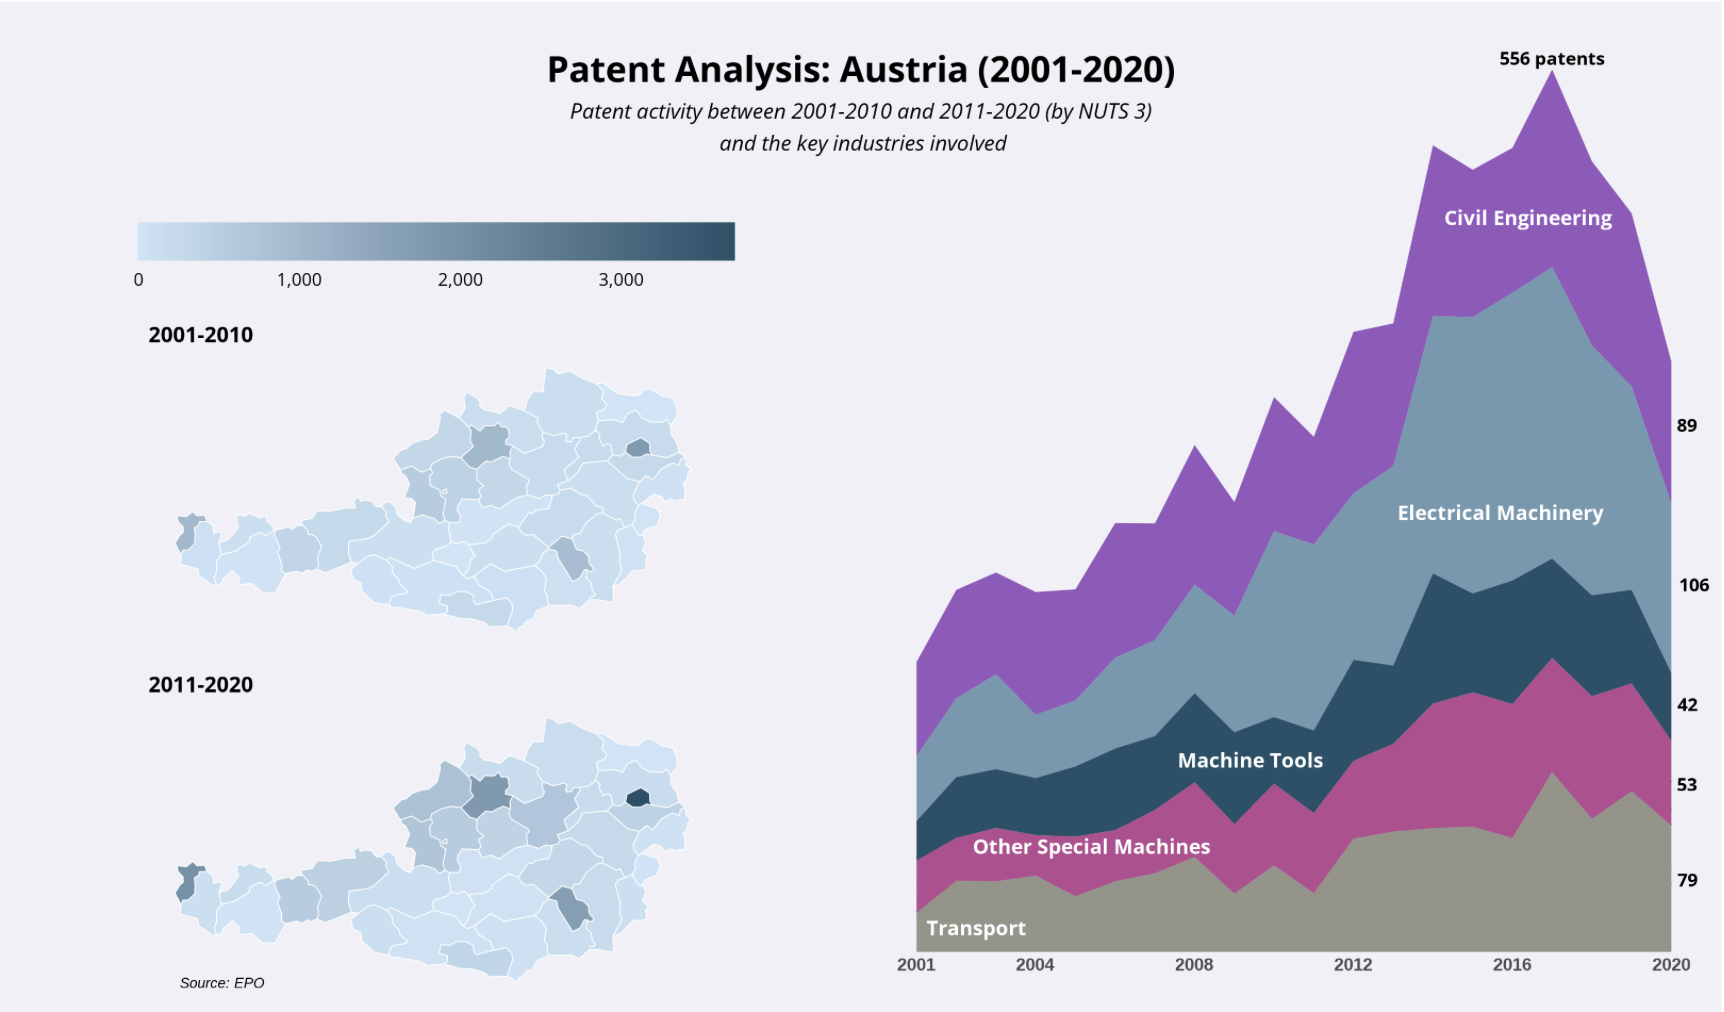 Patent Analysis: Austria (2001-2020)
Patent activity between 2001-2010 and 2011-2020 (by NUTS 3)
and the key industries involved
0 1,000 2,000 3,000
2001-2010
2011-2020
Source: EPO
556 patents
Civil Engineering
Electrical Machinery
Machine Tools
Other Special Machines
Transport
89
106
42
53
79
2001 2004 2008 2012 2016 2020